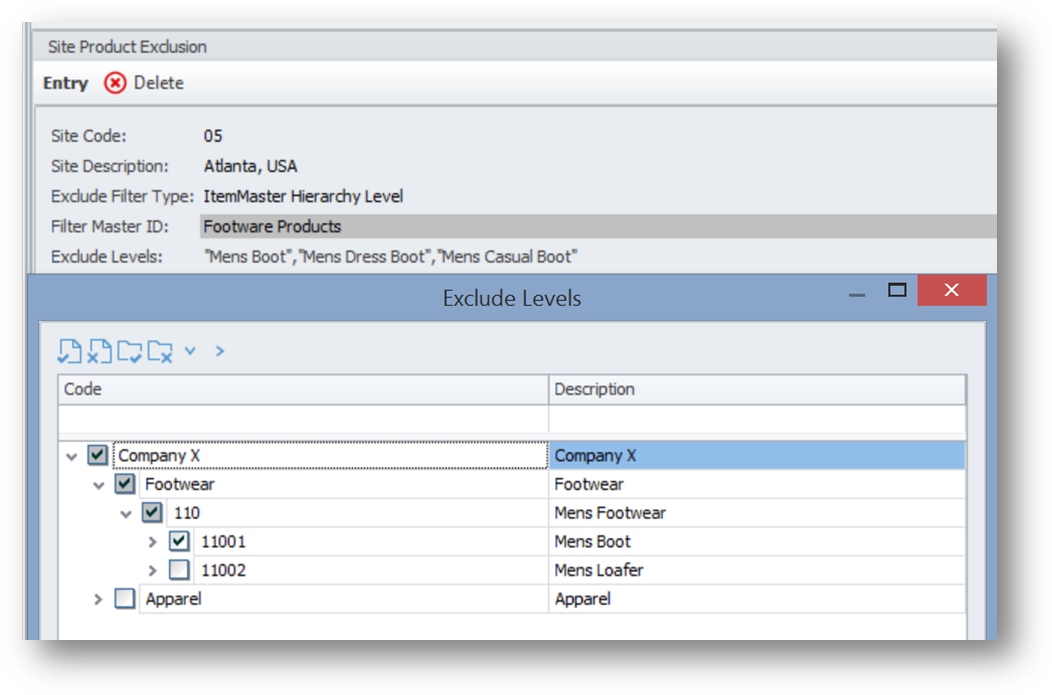 Site Product Exclusion
Entry Delete
Site Code: 05
Site Description: Atlanta, USA
Exclude Filter Type: ItemMaster Hierarchy Level
Filter Master ID: Footware Products
Exclude Levels: "Mens Boot","Mens Dress Boot","Mens Casual Boot"
Exclude Levels
Code Description
Company X Company X
Footwear Footwear
110 Mens Footwear
11001 Mens Boot
11002 Mens Loafer
Apparel Apparel